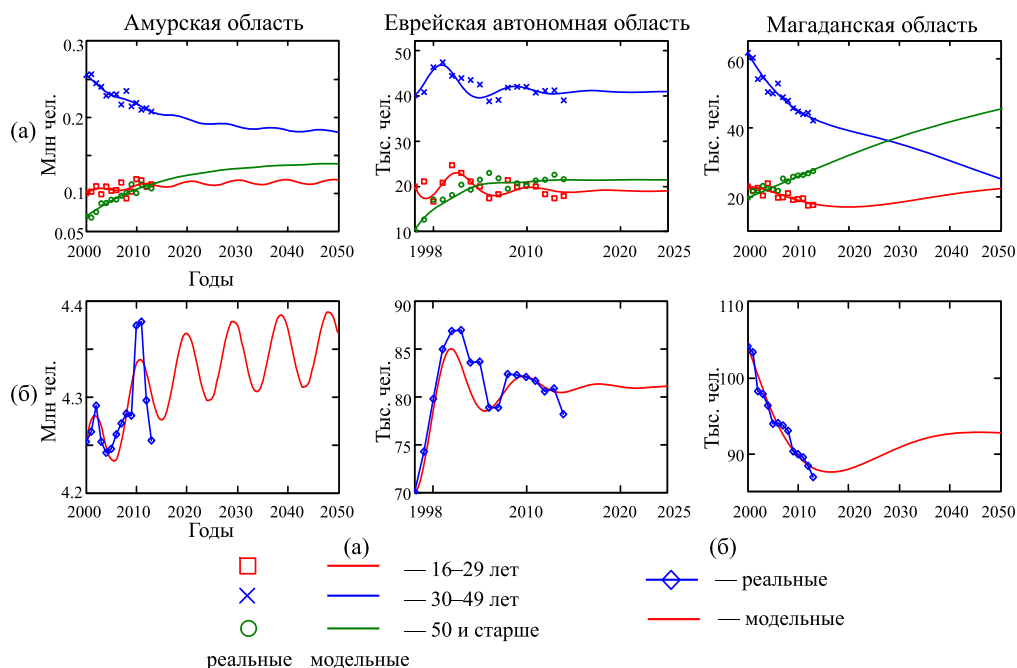 Амурская область Еврейская автономная область Магаданская область
(а)
Млн чел.
0.3
0.2
0.1
0.05
2000 2010 2020 2030 2040 2050
Годы
Тыс. чел.
50
40
30
20
10
1998 2010 2020 2025
Тыс. чел.
60
40
20
2000 2010 2020 2030 2040 2050
(б)
Млн чел.
4.4
4.3
4.2
2000 2010 2020 2030 2040 2050
Годы
Тыс. чел.
90
85
80
75
70
1998 2010 2020 2025
Тыс. чел.
110
100
90
2000 2010 2020 2030 2040 2050
(а) (б)
— 16–29 лет
— 30–49 лет
— 50 и старше
реальные модельные
— реальные
— модельные